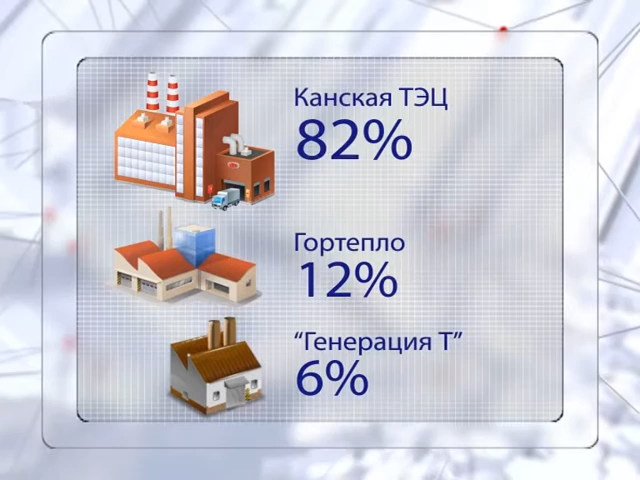 Канская ТЭЦ
82%
Гортепло
12%
“Генерация Т”
6%